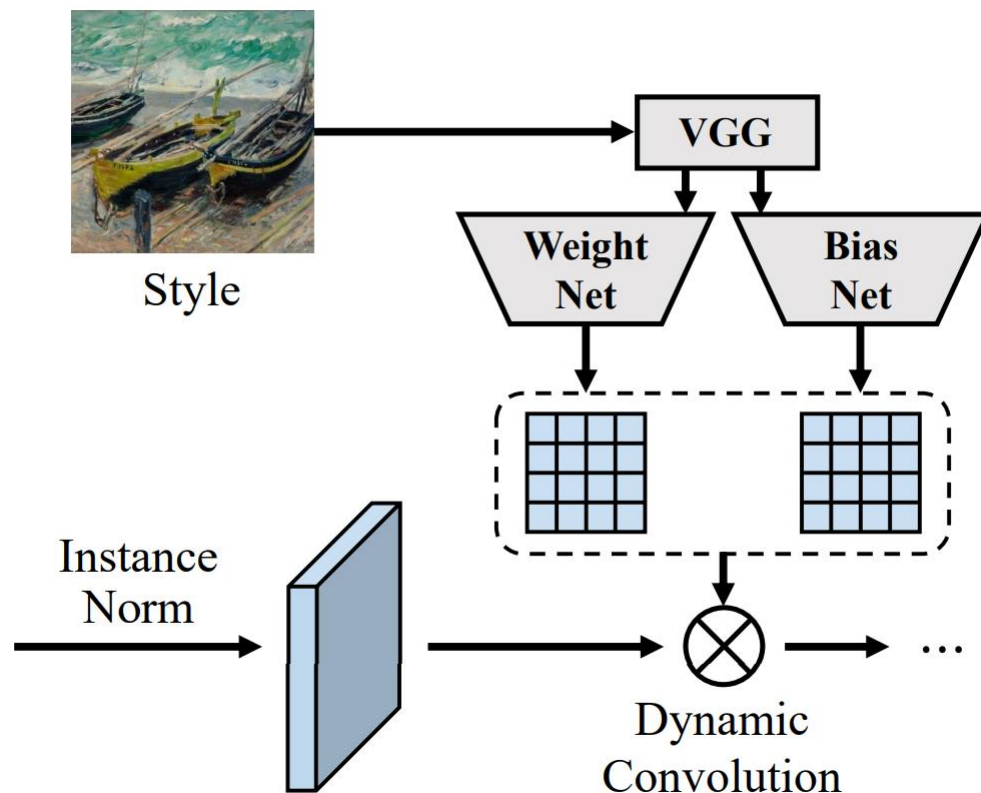 VGG
Weight
Net
Bias
Net
Style
Instance
Norm
...
Dynamic
Convolution